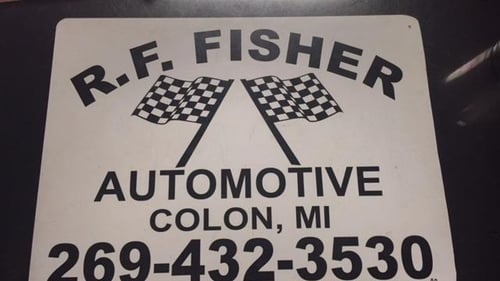 R.F. FISHER
AUTOMOTIVE
COLON, MI
269-432-3530